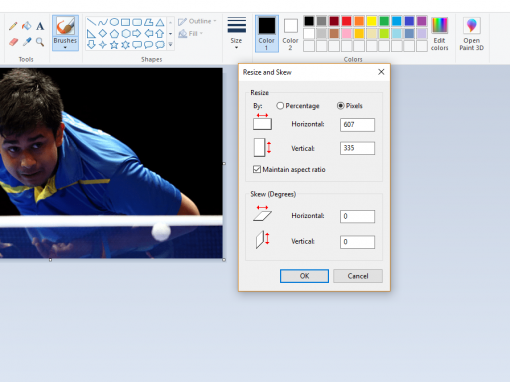 Outline
Fill
Brushes
Size
Color
1
Color
2
Edit
colors
Open
Paint 3D
Tools
Shapes
Colors
Resize and Skew
Resize
By:
Percentage
Pixels
Horizontal:
607
Vertical:
335
Maintain aspect ratio
Skew (Degrees)
Horizontal:
0
Vertical:
0
OK
Cancel